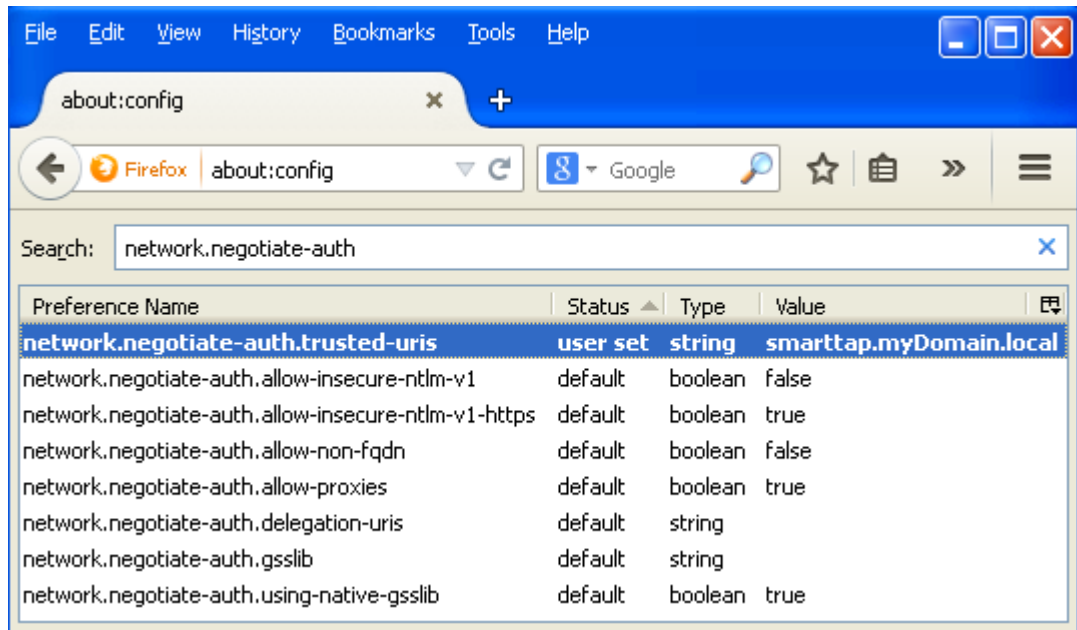 File Edit View History Bookmarks Tools Help
about:config
Firefox about:config Google
Search: network.negotiate-auth
Preference Name Status Type Value
network.negotiate-auth.trusted-uris user set string smarttap.myDomain.local
network.negotiate-auth.allow-insecure-ntlm-v1 default boolean false
network.negotiate-auth.allow-insecure-ntlm-v1-https default boolean true
network.negotiate-auth.allow-non-fqdn default boolean false
network.negotiate-auth.allow-proxies default boolean true
network.negotiate-auth.delegation-uris default string
network.negotiate-auth.gsslib default string
network.negotiate-auth.using-native-gsslib default boolean true